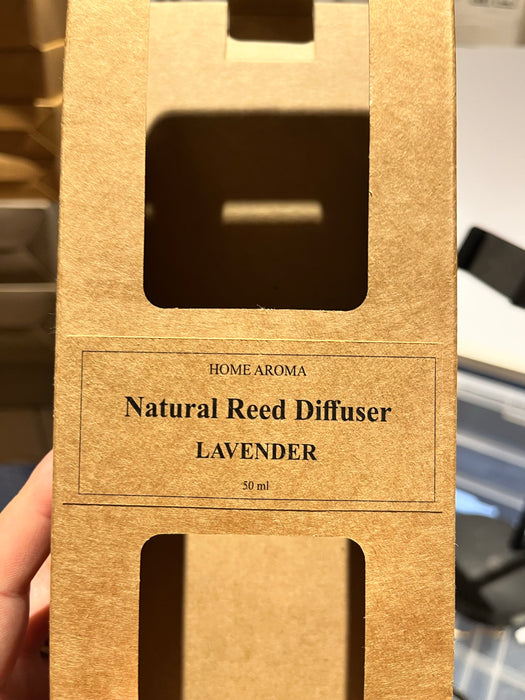 HOME AROMA
Natural Reed Diffuser
LAVENDER
50 ml